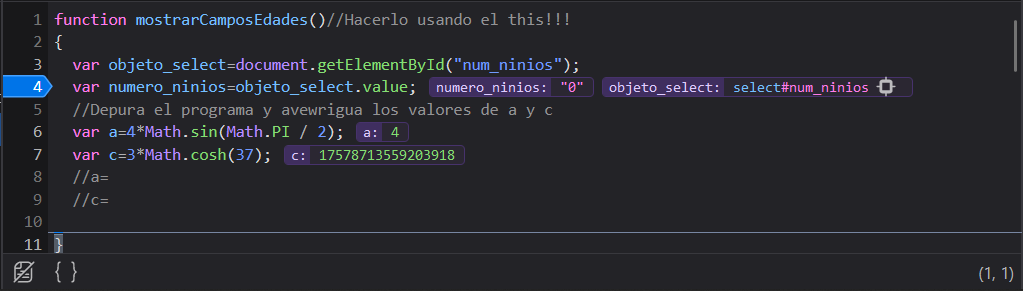 1 function mostrarCamposEdades()//Hacerlo usando el this!!!
2 {
3 var objeto_select=document.getElementById("num_ninios");
4 var numero_ninios=objeto_select.value; numero_ninios: "0" objeto_select: select#num_ninios
5 //Depura el programa y avewrigua los valores de a y c
6 var a=4*Math.sin(Math.PI / 2); a: 4
7 var c=3*Math.cosh(37); c: 17578713559203918
8 //a=
9 //c=
10
11 }
{ } (1, 1)